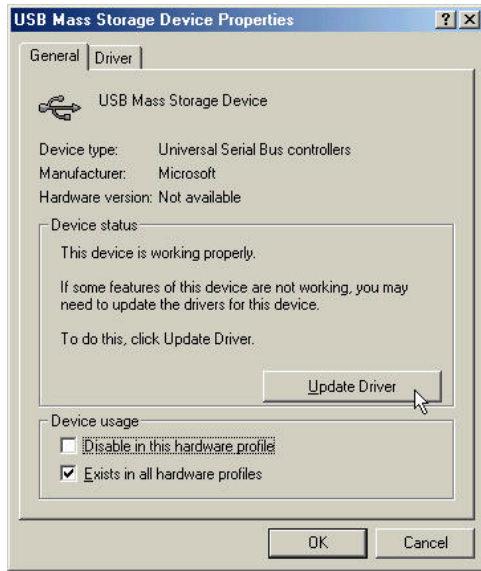 USB Mass Storage Device Properties
General Driver
USB Mass Storage Device
Device type: Universal Serial Bus controllers
Manufacturer: Microsoft
Hardware version: Not available
Device status
This device is working properly.
If some features of this device are not working, you may
need to update the drivers for this device.
To do this, click Update Driver.
Update Driver
Device usage
Disable in this hardware profile
Exists in all hardware profiles
OK Cancel